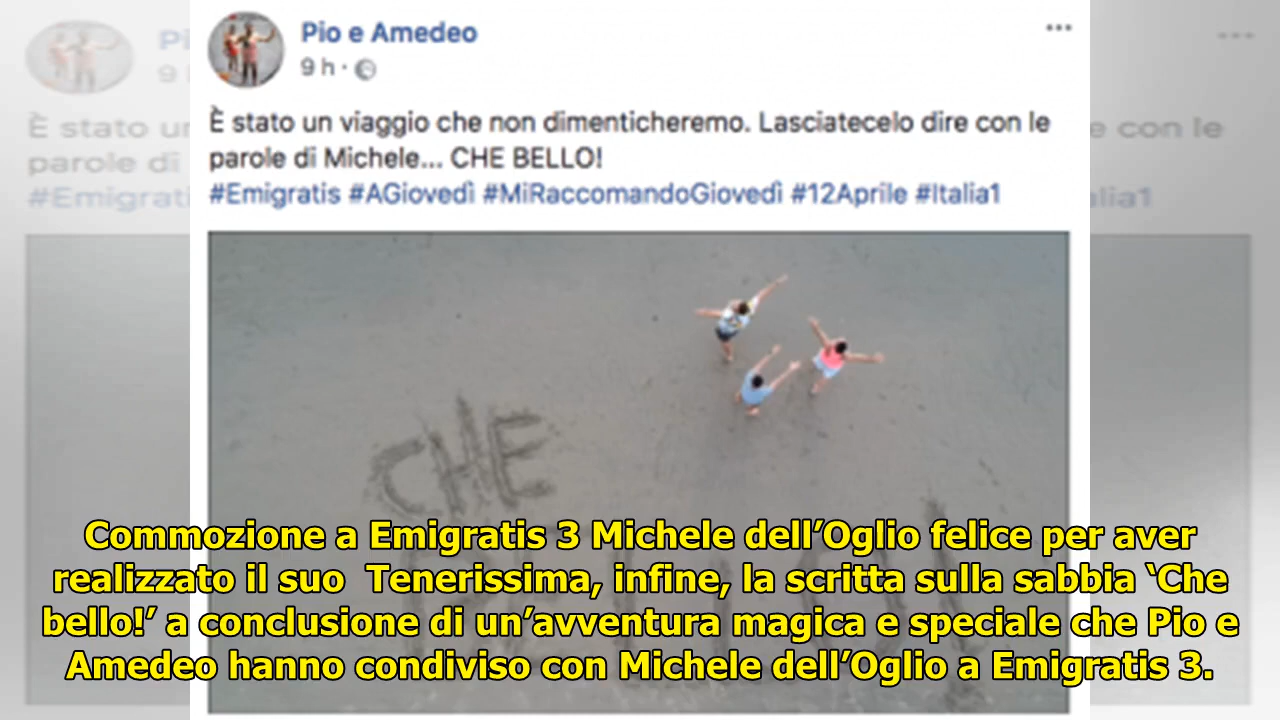 Pio e Amedeo
9 h
È stato un viaggio che non dimenticheremo. Lasciatecelo dire con le
parole di Michele... CHE BELLO!
#Emigratis #AGiovedì #MiRaccomandoGiovedì #12Aprile #Italia1
CHE
BELLO!
Commozione a Emigratis 3 Michele dell’Oglio felice per aver
realizzato il suo  Tenerissima, infine, la scritta sulla sabbia ‘Che
bello!’ a conclusione di un’avventura magica e speciale che Pio e
Amedeo hanno condiviso con Michele dell’Oglio a Emigratis 3.